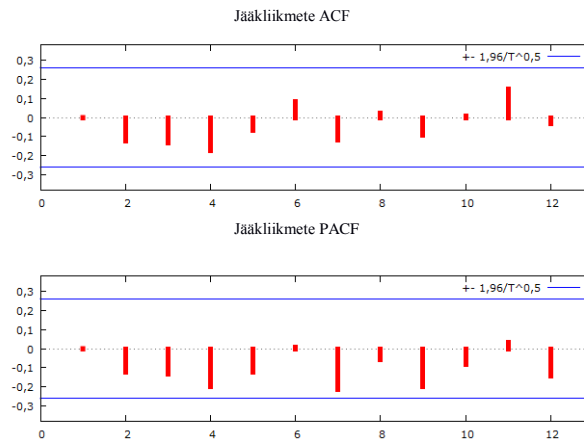 Jääkliikmete ACF
+- 1,96/T^0,5
0,3
0,2
0,1
0
-0,1
-0,2
-0,3
0 2 4 6 8 10 12
Jääkliikmete PACF
+- 1,96/T^0,5
0,3
0,2
0,1
0
-0,1
-0,2
-0,3
0 2 4 6 8 10 12